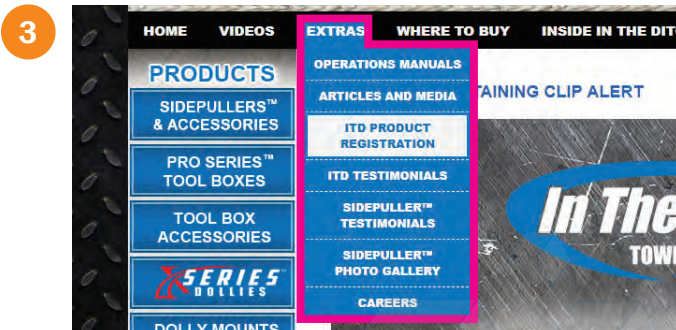 3
HOME VIDEOS EXTRAS WHERE TO BUY INSIDE IN THE DIT
PRODUCTS
SIDEPULLERS™
& ACCESSORIES
PRO SERIES™
TOOL BOXES
TOOL BOX
ACCESSORIES
XSERIES™
DOLLIES
DOLLY MOUNTS
OPERATIONS MANUALS
ARTICLES AND MEDIA
ITD PRODUCT
REGISTRATION
ITD TESTIMONIALS
SIDEPULLER™
TESTIMONIALS
SIDEPULLER™
PHOTO GALLERY
CAREERS
TAINING CLIP ALERT
In The
TOW